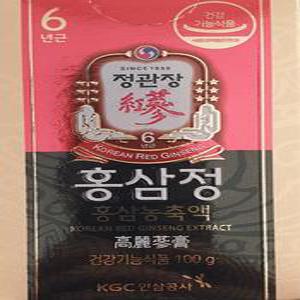 6
년근
건강
기능식품
SINCE 1899
정관장
紅蔘
6
년근
KOREAN RED GINSENG
홍삼정
홍삼농축액
KOREAN RED GINSENG EXTRACT
高麗蔘膏
건강기능식품 100 g
KGC 인삼공사